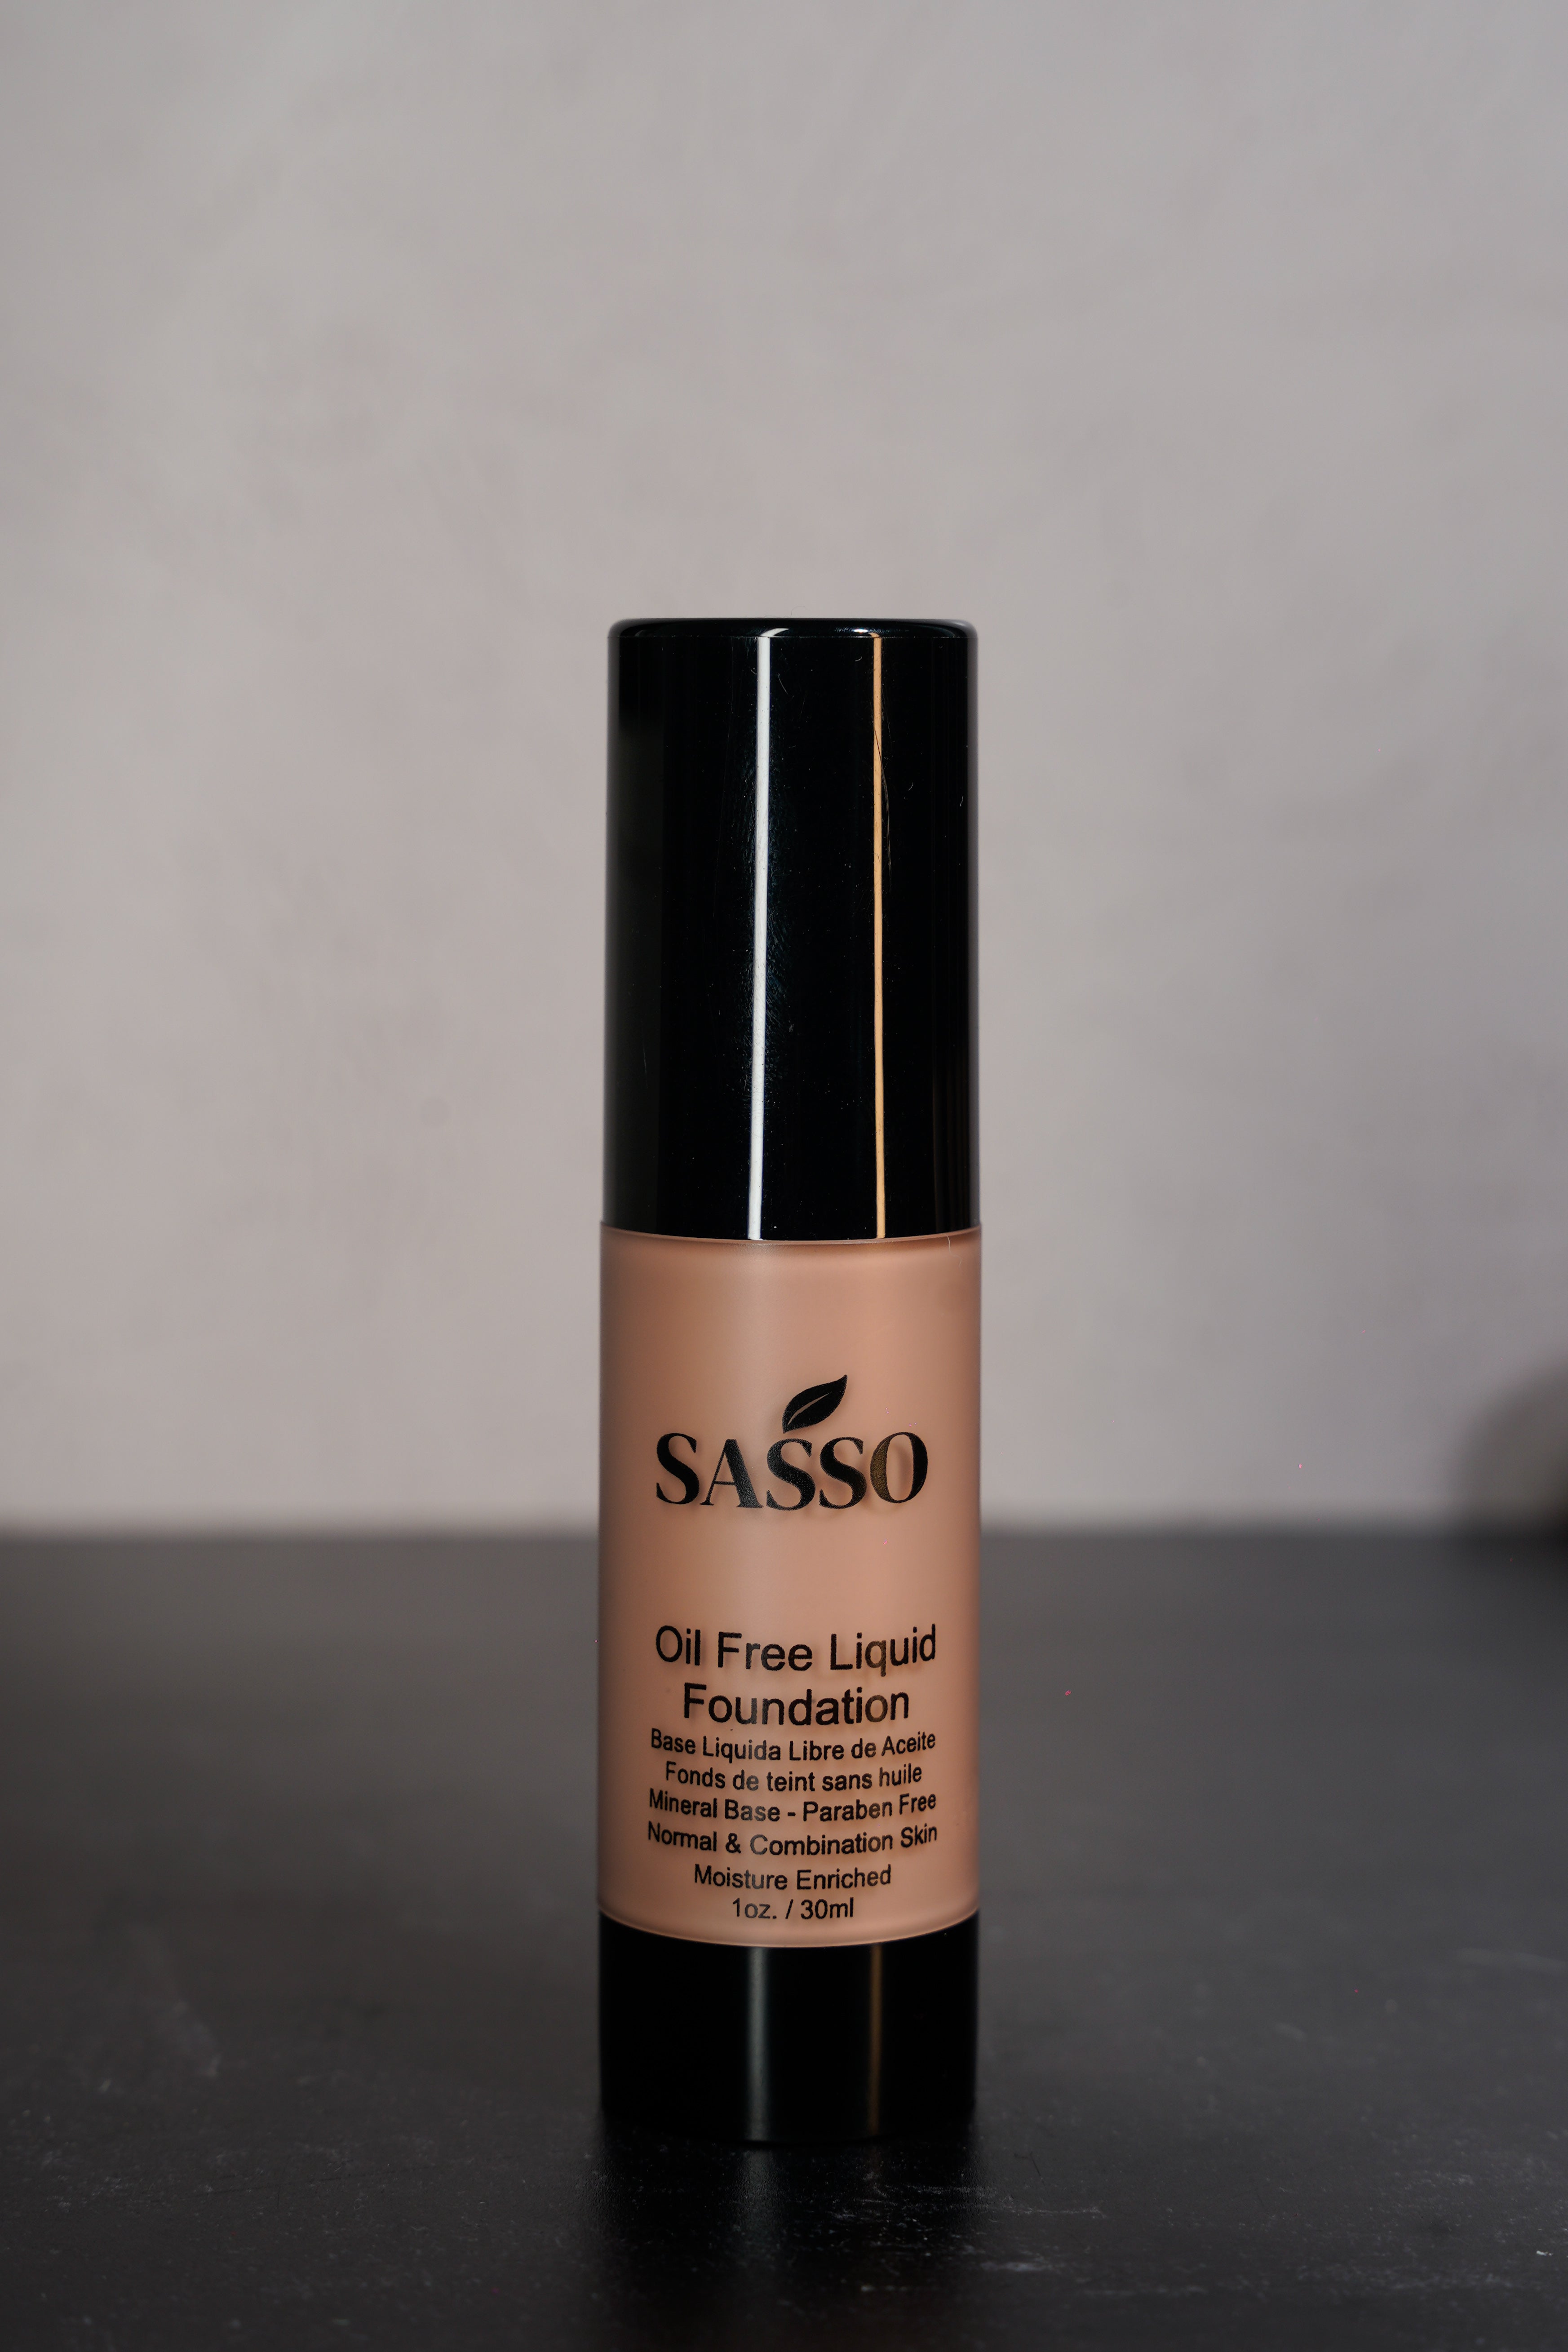 SASSO
Oil Free Liquid
Foundation
Base Liquida Libre de Aceite
Fonds de teint sans huile
Mineral Base - Paraben Free
Normal & Combination Skin
Moisture Enriched
1oz. / 30ml